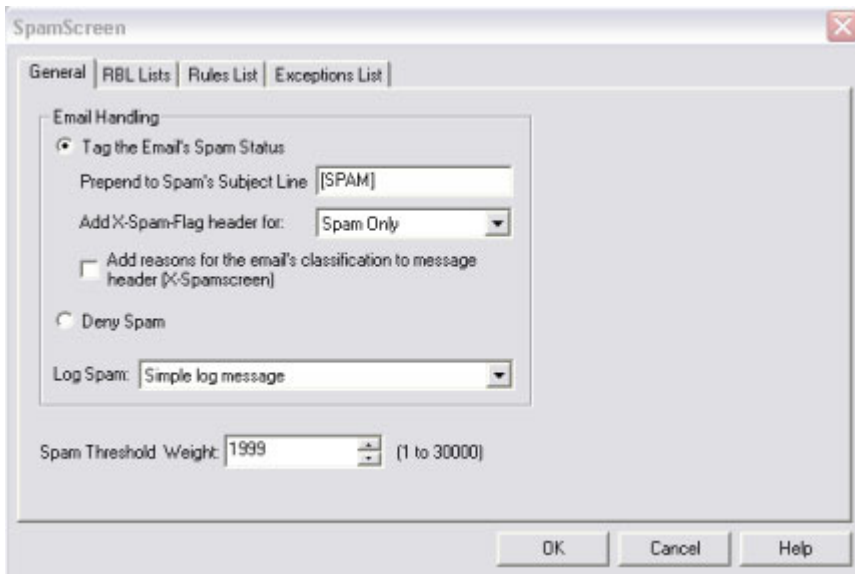 SpamScreen
General RBL Lists Rules List Exceptions List
Email Handling
Tag the Email's Spam Status
Prepend to Spam's Subject Line [SPAM]
Add X-Spam-Flag header for: Spam Only
Add reasons for the email's classification to message
header (X-Spamscreen)
Deny Spam
Log Spam: Simple log message
Spam Threshold Weight: 1999 (1 to 30000)
OK Cancel Help